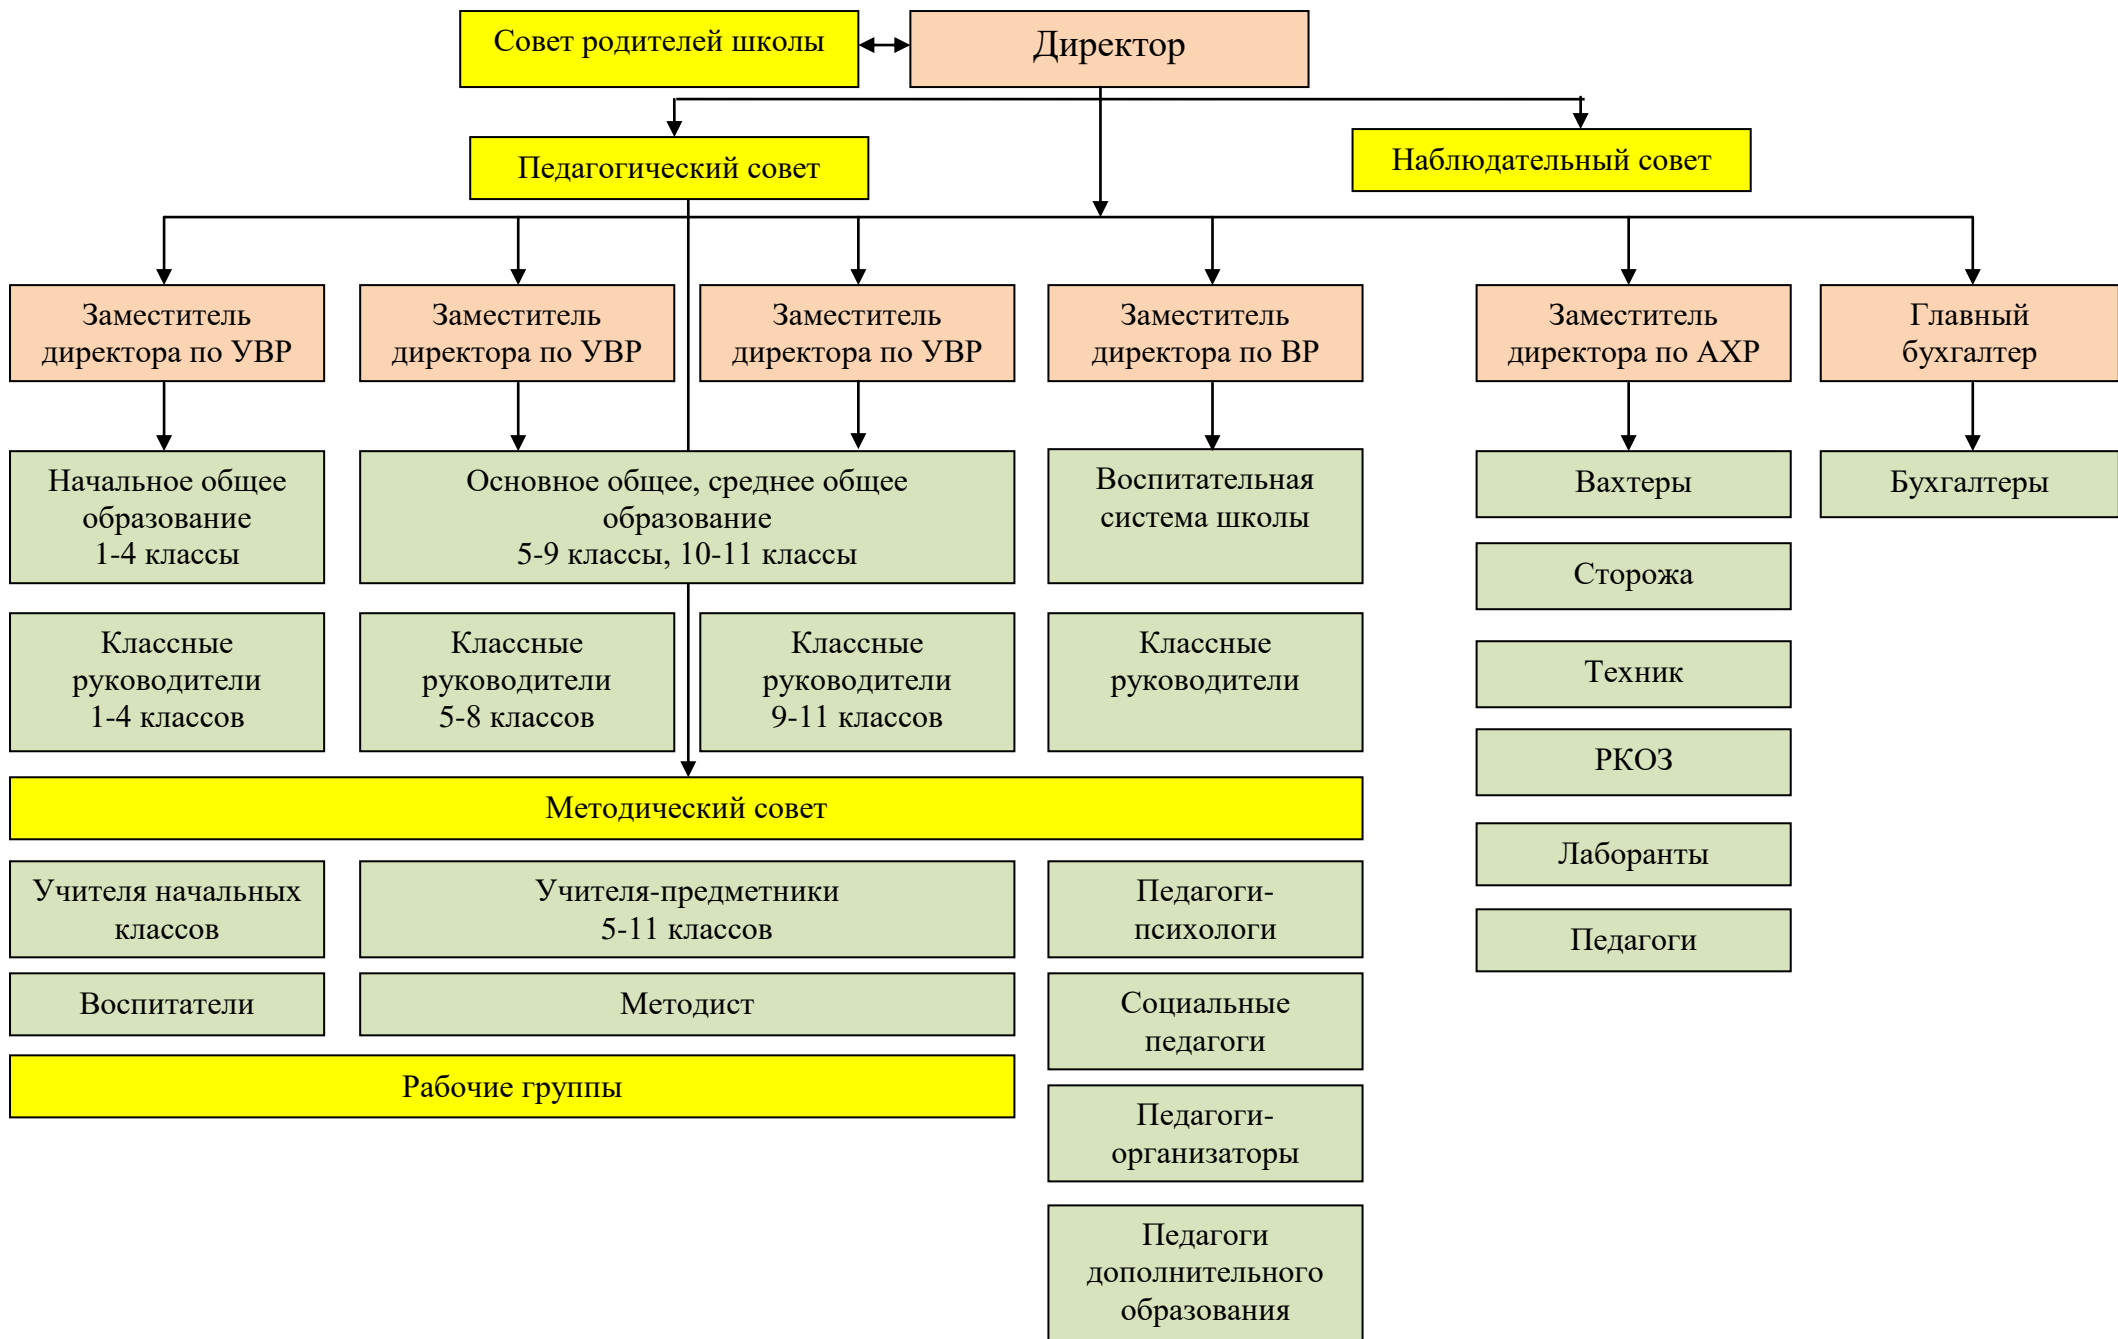 Совет родителей школы
Директор
Педагогический совет
Наблюдательный совет
Заместитель
директора по УВР
Заместитель
директора по УВР
Заместитель
директора по УВР
Заместитель
директора по ВР
Заместитель
директора по АХР
Главный
бухгалтер
Начальное общее
образование
1-4 классы
Основное общее, среднее общее
образование
5-9 классы, 10-11 классы
Воспитательная
система школы
Вахтеры
Бухгалтеры
Сторожа
Классные
руководители
1-4 классов
Классные
руководители
5-8 классов
Классные
руководители
9-11 классов
Классные
руководители
Техник
РКОЗ
Методический совет
Лаборанты
Учителя начальных
классов
Учителя-предметники
5-11 классов
Педагоги-
психологи
Педагоги
Воспитатели
Методист
Социальные
педагоги
Рабочие группы
Педагоги-
организаторы
Педагоги
дополнительного
образования